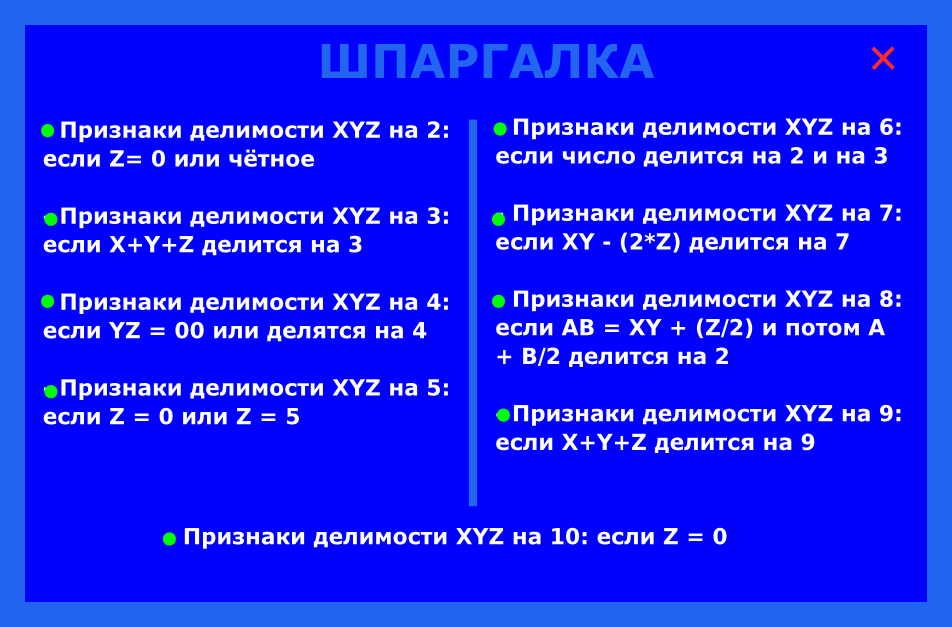 ШПАРГАЛКА
Признаки делимости XYZ на 2:
если Z= 0 или чётное
Признаки делимости XYZ на 3:
если X+Y+Z делится на 3
Признаки делимости XYZ на 4:
если YZ = 00 или делятся на 4
Признаки делимости XYZ на 5:
если Z = 0 или Z = 5
Признаки делимости XYZ на 6:
если число делится на 2 и на 3
Признаки делимости XYZ на 7:
если XY - (2*Z) делится на 7
Признаки делимости XYZ на 8:
если AB = XY + (Z/2) и потом A
+ B/2 делится на 2
Признаки делимости XYZ на 9:
если X+Y+Z делится на 9
Признаки делимости XYZ на 10: если Z = 0